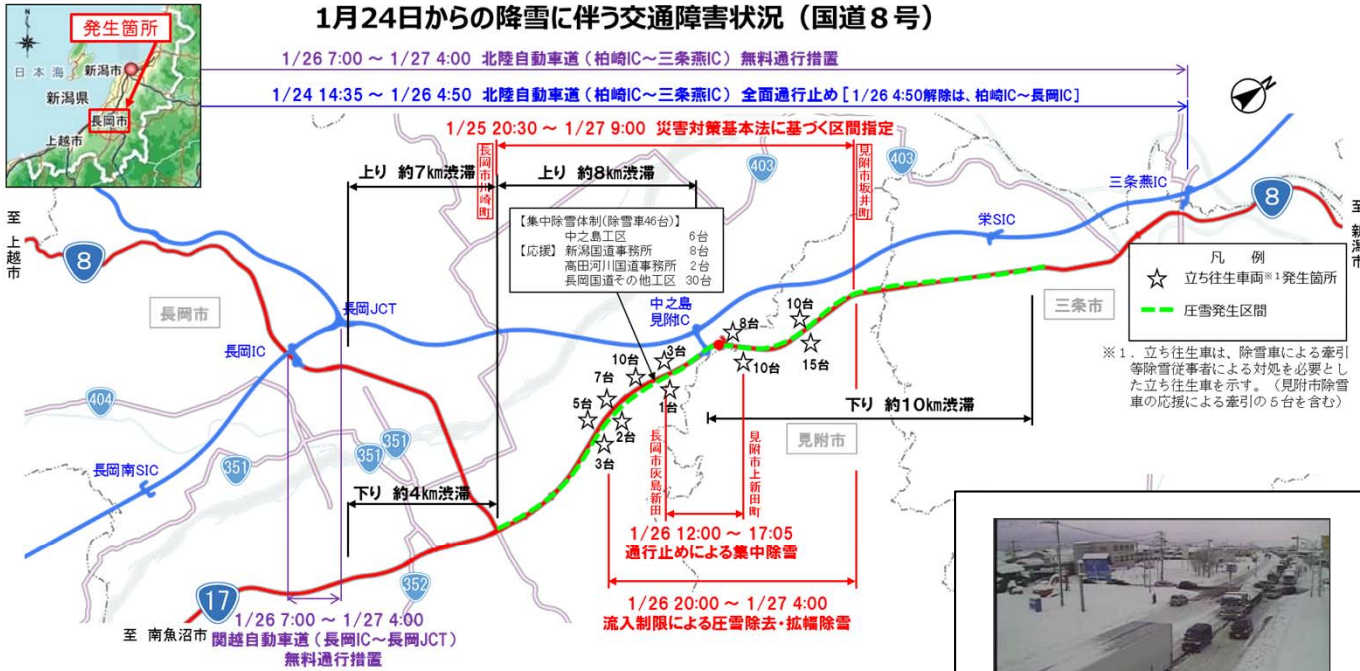 1月24日からの降雪に伴う交通障害状況（国道８号）
発生箇所
日本海
新潟市
新潟県
長岡市
上越市
1/26 7:00 ～ 1/27 4:00 北陸自動車道（柏崎IC～三条燕IC）無料通行措置
1/24 14:35 ～ 1/26 4:50 北陸自動車道（柏崎IC～三条燕IC）全面通行止め［1/26 4:50解除は、柏崎IC～長岡IC］
1/25 20:30 ～ 1/27 9:00 災害対策基本法に基づく区間指定
長岡市川崎町
見附市坂井町
403
403
上り 約7km渋滞
上り 約8km渋滞
三条燕IC
8
至 新潟市
至 上越市
8
【集中除雪体制(除雪車46台)】
中之島工区 6台
【応援】 新潟国道事務所 8台
高田河川国道事務所 2台
長岡国道その他工区 30台
栄SIC
凡 例
立ち往生車両※1発生箇所
圧雪発生区間
※１．立ち往生車は、除雪車による牽引
等除雪従事者による対処を必要とし
た立ち往生車を示す。（見附市除雪
車の応援による牽引の５台を含む）
長岡市
長岡JCT
中之島
見附IC
三条市
長岡IC
8台
10台
10台
15台
3台
10台
7台
1台
5台
2台
3台
下り 約10km渋滞
404
351
351
351
見附市
長岡市灰島新田
見附市上新田町
長岡南SIC
下り 約4km渋滞
1/26 12:00 ～ 17:05
通行止めによる集中除雪
352
17
至 南魚沼市
1/26 7:00 ～ 1/27 4:00
関越自動車道（長岡IC～長岡JCT）
無料通行措置
1/26 20:00 ～ 1/27 4:00
流入制限による圧雪除去・拡幅除雪